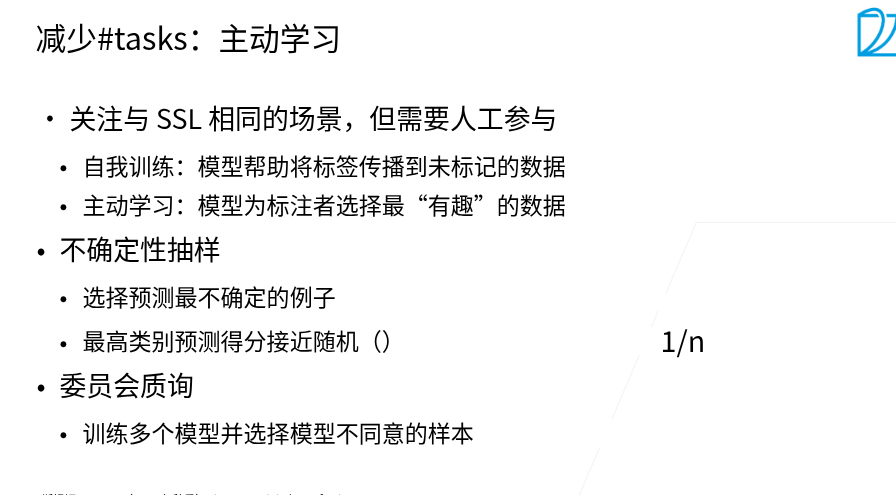 减少#tasks：主动学习
• 关注与 SSL 相同的场景，但需要人工参与
• 自我训练：模型帮助将标签传播到未标记的数据
• 主动学习：模型为标注者选择最“有趣”的数据
• 不确定性抽样
• 选择预测最不确定的例子
• 最高类别预测得分接近随机（）
1/n
• 委员会质询
• 训练多个模型并选择模型不同意的样本